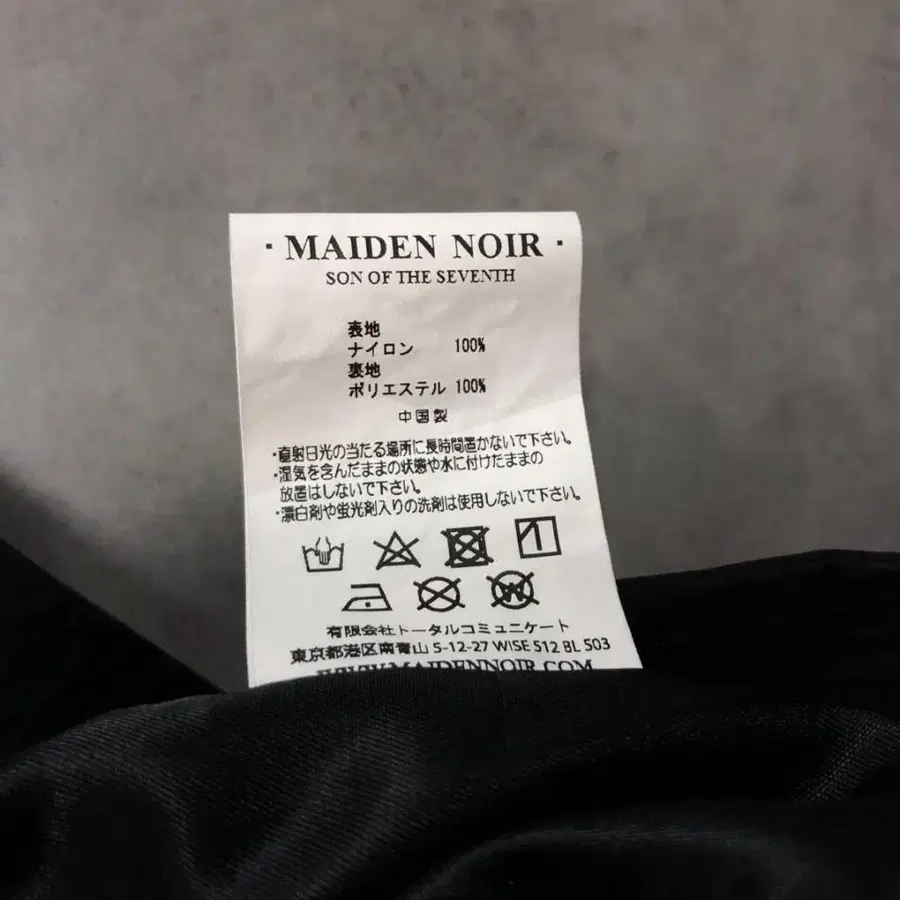 · MAIDEN NOIR ·
SON OF THE SEVENTH
表地
ナイロン 100%
裏地
ポリエステル 100%
中国製
・直射日光の当たる場所に長時間置かないで下さい。
・湿気を含んだままの状態や水に付けたままの
放置はしないで下さい。
・漂白剤や蛍光剤入りの洗剤は使用しないで下さい。
W
有限会社トータルコミュニケート
東京都港区南青山 5-12-27 WISE 512 BL 503
WWW.MAIDENNOIR.COM